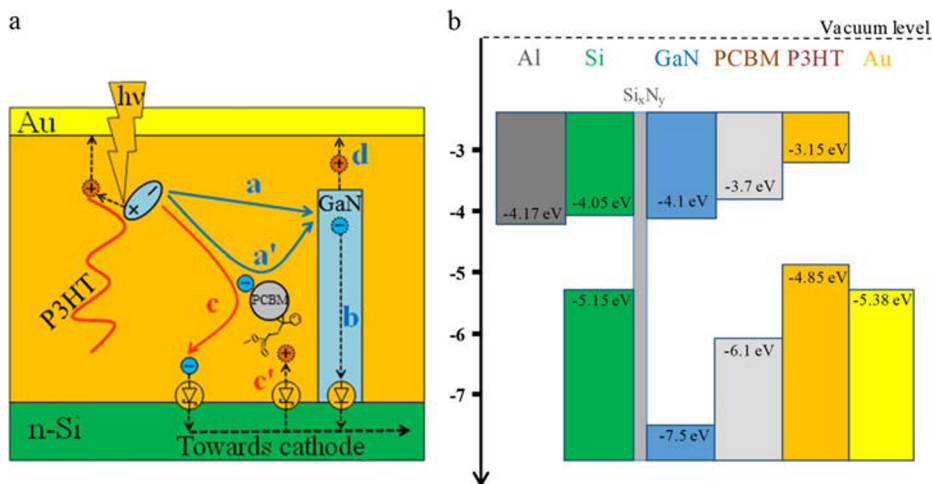 a
hν
Au
d
a
GaN
a'
P3HT
c
PCBM
b
c'
n-Si
Towards cathode
b
Vacuum level
Al Si GaN PCBM P3HT Au
SixNy
-3
-3.15 eV
-3.7 eV
-4
-4.17 eV
-4.05 eV
-4.1 eV
-5
-4.85 eV
-5.15 eV
-5.38 eV
-6
-6.1 eV
-7
-7.5 eV